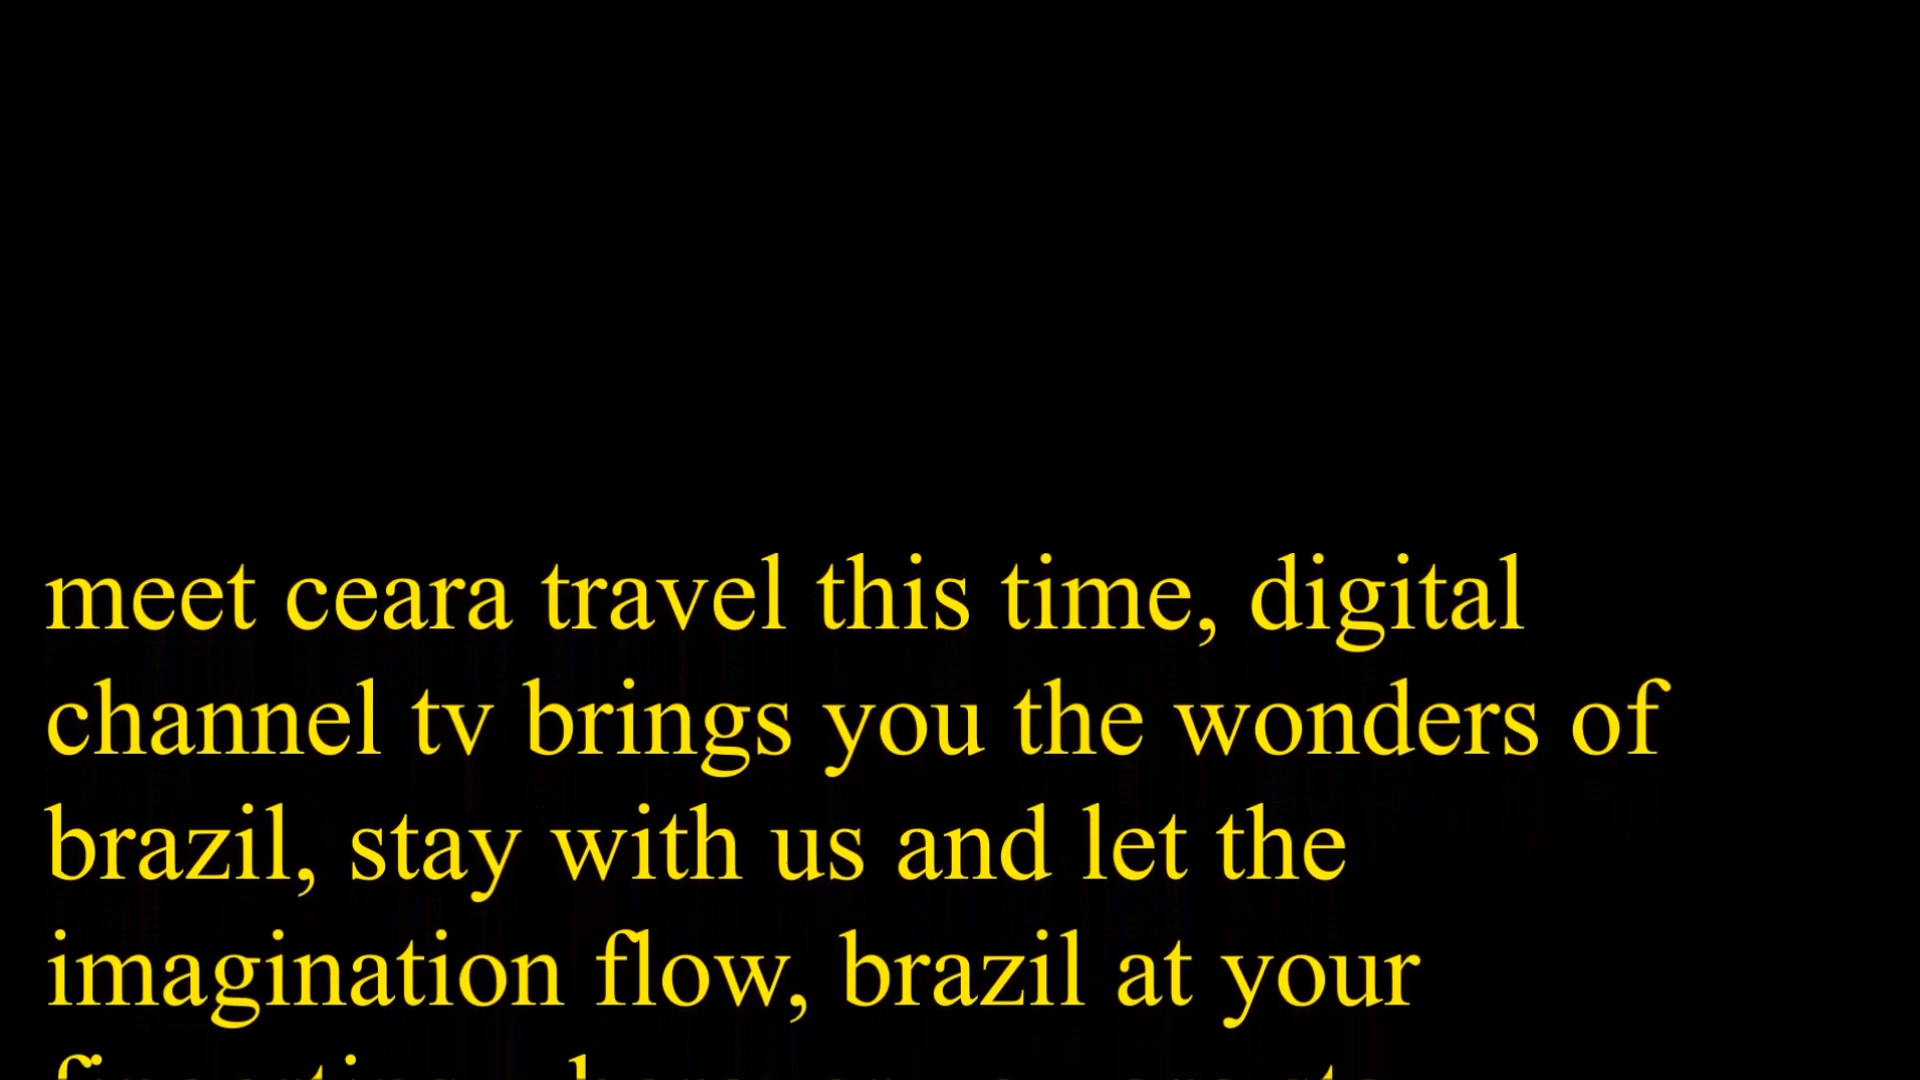 meet ceara travel this time, digital
channel tv brings you the wonders of
brazil, stay with us and let the
imagination flow, brazil at your